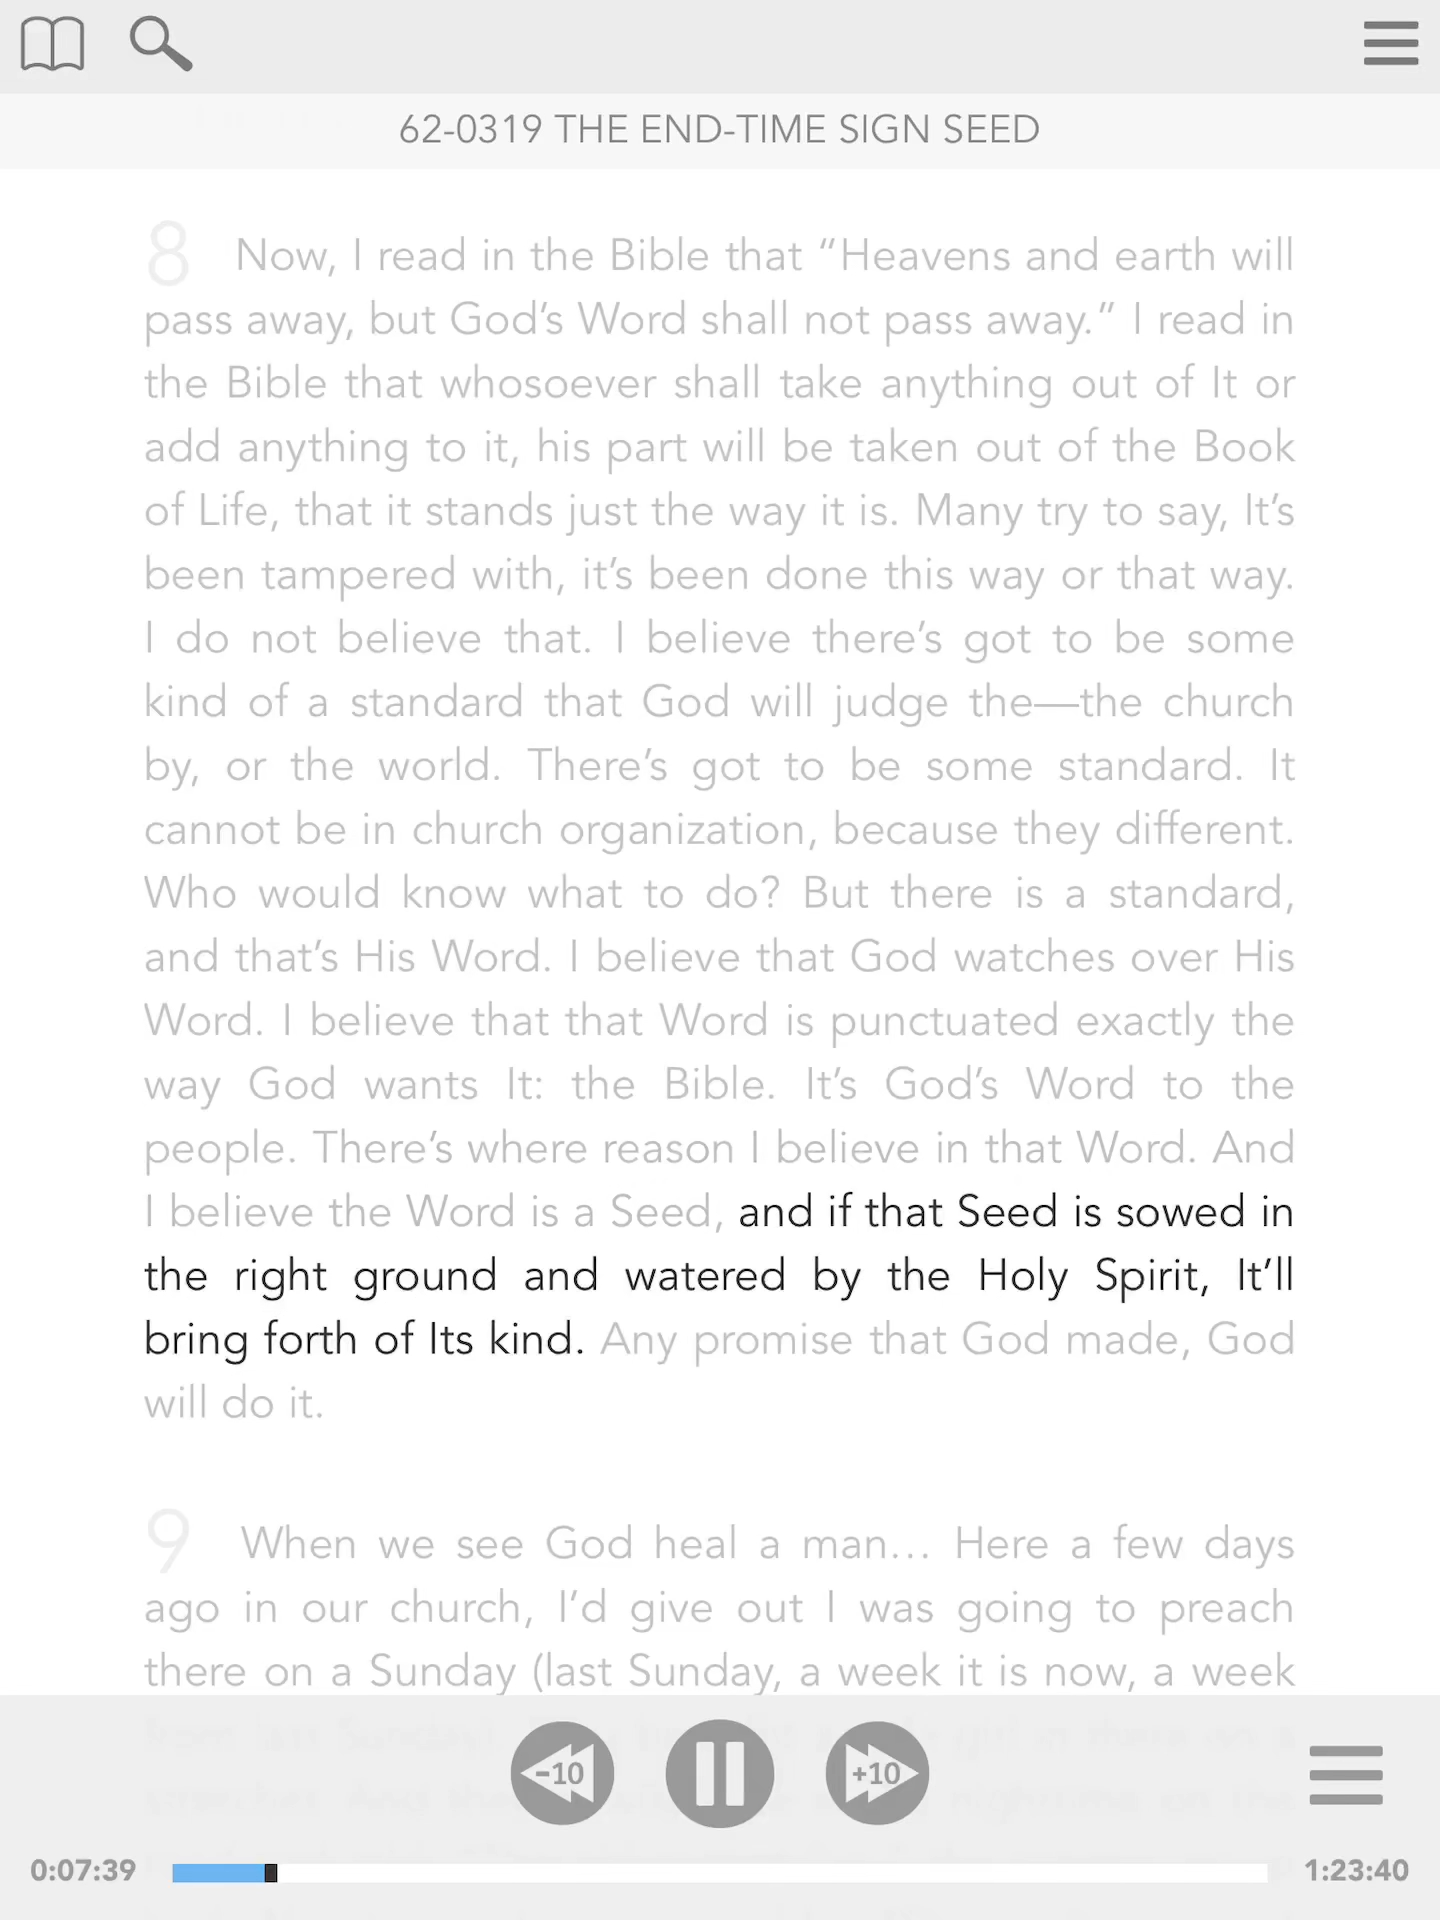 62-0319 THE END-TIME SIGN SEED
8 Now, I read in the Bible that “Heavens and earth will
pass away, but God’s Word shall not pass away.” I read in
the Bible that whosoever shall take anything out of It or
add anything to it, his part will be taken out of the Book
of Life, that it stands just the way it is. Many try to say, It’s
been tampered with, it’s been done this way or that way.
I do not believe that. I believe there’s got to be some
kind of a standard that God will judge the—the church
by, or the world. There’s got to be some standard. It
cannot be in church organization, because they different.
Who would know what to do? But there is a standard,
and that’s His Word. I believe that God watches over His
Word. I believe that that Word is punctuated exactly the
way God wants It: the Bible. It’s God’s Word to the
people. There’s where reason I believe in that Word. And
I believe the Word is a Seed, and if that Seed is sowed in
the right ground and watered by the Holy Spirit, It’ll
bring forth of Its kind. Any promise that God made, God
will do it.
9 When we see God heal a man… Here a few days
ago in our church, I’d give out I was going to preach
there on a Sunday (last Sunday, a week it is now, a week
-10 +10
0:07:39 1:23:40